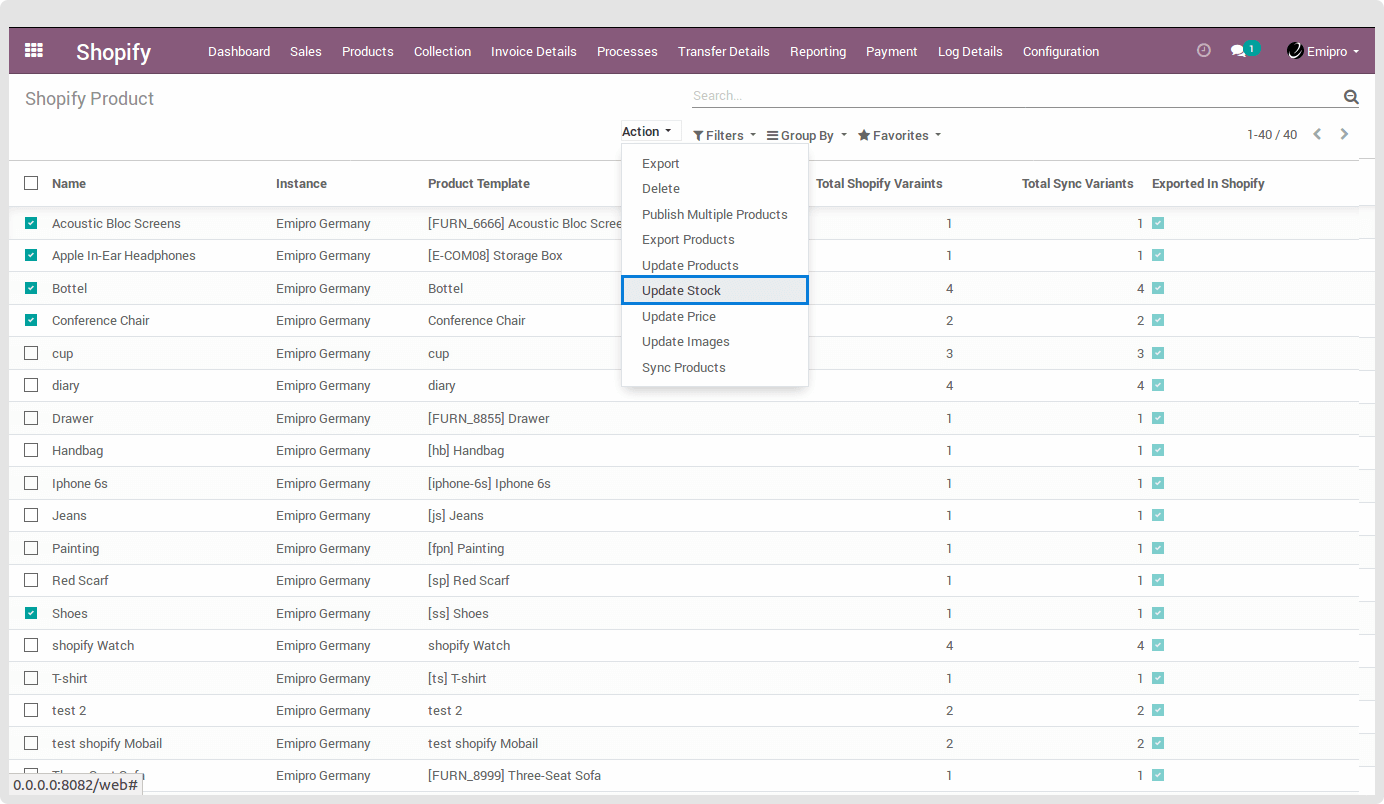 Shopify Dashboard Sales Products Collection Invoice Details Processes Transfer Details Reporting Payment Log Details Configuration 1 Emipro
Shopify Product Search...
Action Filters Group By Favorites 1-40 / 40
Export
Delete
Publish Multiple Products
Export Products
Update Products
Update Stock
Update Price
Update Images
Sync Products
Name Instance Product Template Total Shopify Varaints Total Sync Variants Exported In Shopify
Acoustic Bloc Screens Emipro Germany [FURN_6666] Acoustic Bloc Scree 1 1
Apple In-Ear Headphones Emipro Germany [E-COM08] Storage Box 1 1
Bottel Emipro Germany Bottel 4 4
Conference Chair Emipro Germany Conference Chair 2 2
cup Emipro Germany cup 3 3
diary Emipro Germany diary 4 4
Drawer Emipro Germany [FURN_8855] Drawer 1 1
Handbag Emipro Germany [hb] Handbag 1 1
Iphone 6s Emipro Germany [iphone-6s] Iphone 6s 1 1
Jeans Emipro Germany [js] Jeans 1 1
Painting Emipro Germany [fpn] Painting 1 1
Red Scarf Emipro Germany [sp] Red Scarf 1 1
Shoes Emipro Germany [ss] Shoes 1 1
shopify Watch Emipro Germany shopify Watch 4 4
T-shirt Emipro Germany [ts] T-shirt 1 1
test 2 Emipro Germany test 2 2 2
test shopify Mobail Emipro Germany test shopify Mobail 2 2
Three-Seat Sofa Emipro Germany [FURN_8999] Three-Seat Sofa 1 1
0.0.0.0:8082/web#